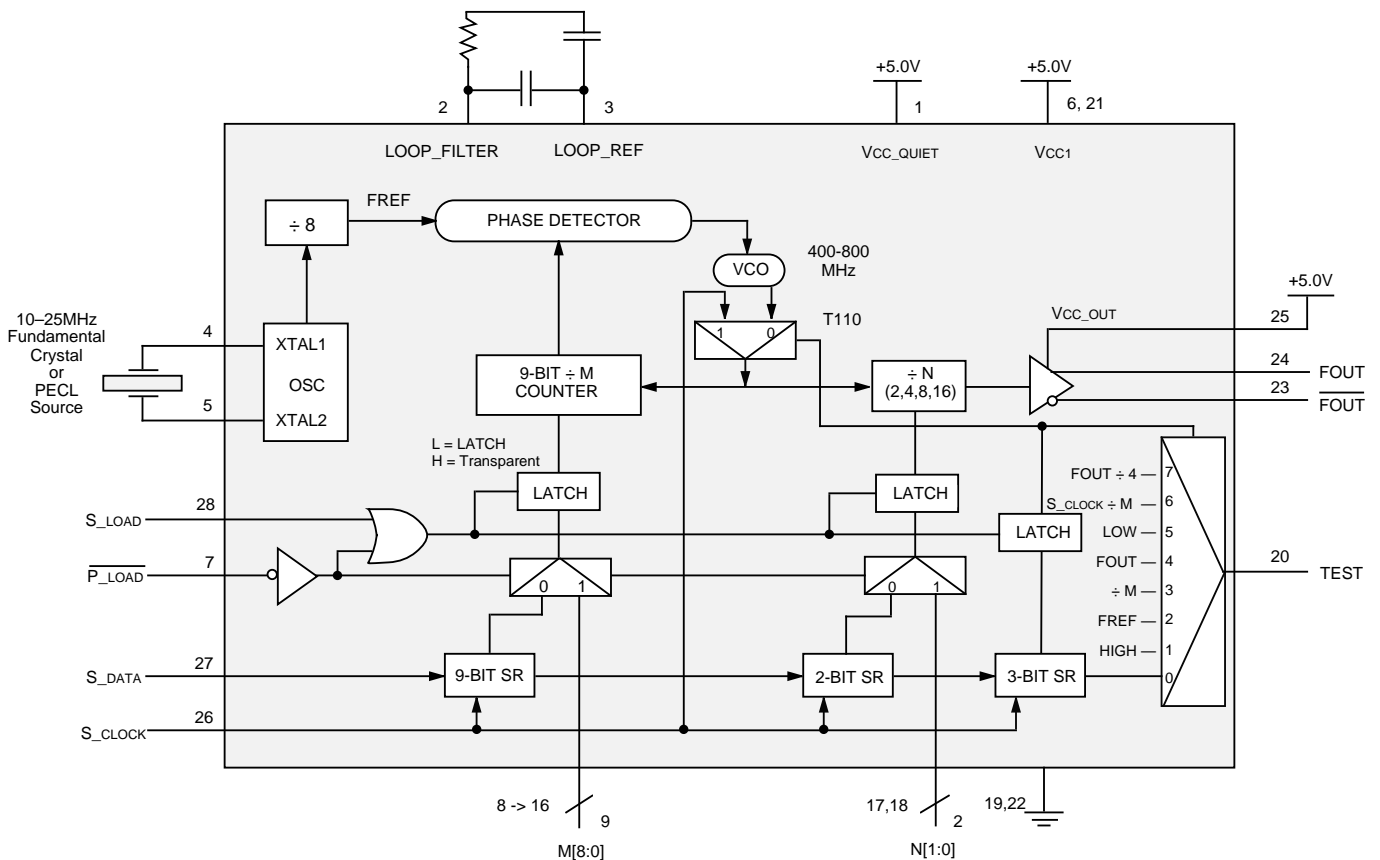 +5.0V
+5.0V
2
3
1
6, 21
LOOP_FILTER
LOOP_REF
VCC_QUIET
VCC1
FREF
÷ 8
PHASE DETECTOR
VCO
400-800
MHz
+5.0V
10–25MHz
Fundamental
Crystal
or
PECL
Source
4
XTAL1
OSC
5
XTAL2
1
0
T110
VCC_OUT
25
9-BIT ÷ M
COUNTER
÷ N
(2,4,8,16)
24
FOUT
23
FOUT
L = LATCH
H = Transparent
LATCH
LATCH
LATCH
FOUT ÷ 4 — 7
S_CLOCK ÷ M — 6
LOW — 5
FOUT — 4
÷ M — 3
FREF — 2
HIGH — 1
0
20
TEST
S_LOAD
28
P_LOAD
7
0
1
0
1
S_DATA
27
9-BIT SR
2-BIT SR
3-BIT SR
S_CLOCK
26
8 -> 16
9
M[8:0]
17,18
2
N[1:0]
19,22